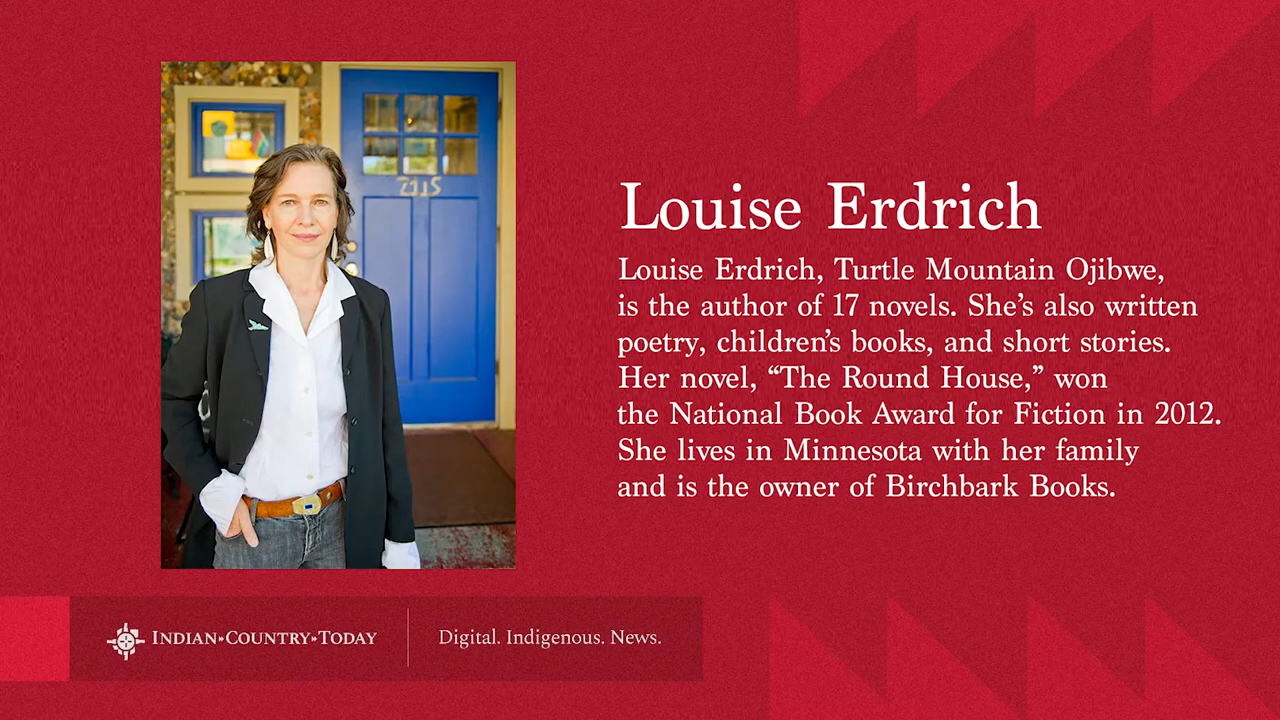 2115
Louise Erdrich
Louise Erdrich, Turtle Mountain Ojibwe,
is the author of 17 novels. She’s also written
poetry, children’s books, and short stories.
Her novel, “The Round House,” won
the National Book Award for Fiction in 2012.
She lives in Minnesota with her family
and is the owner of Birchbark Books.
INDIAN▸COUNTRY▸TODAY
Digital. Indigenous. News.